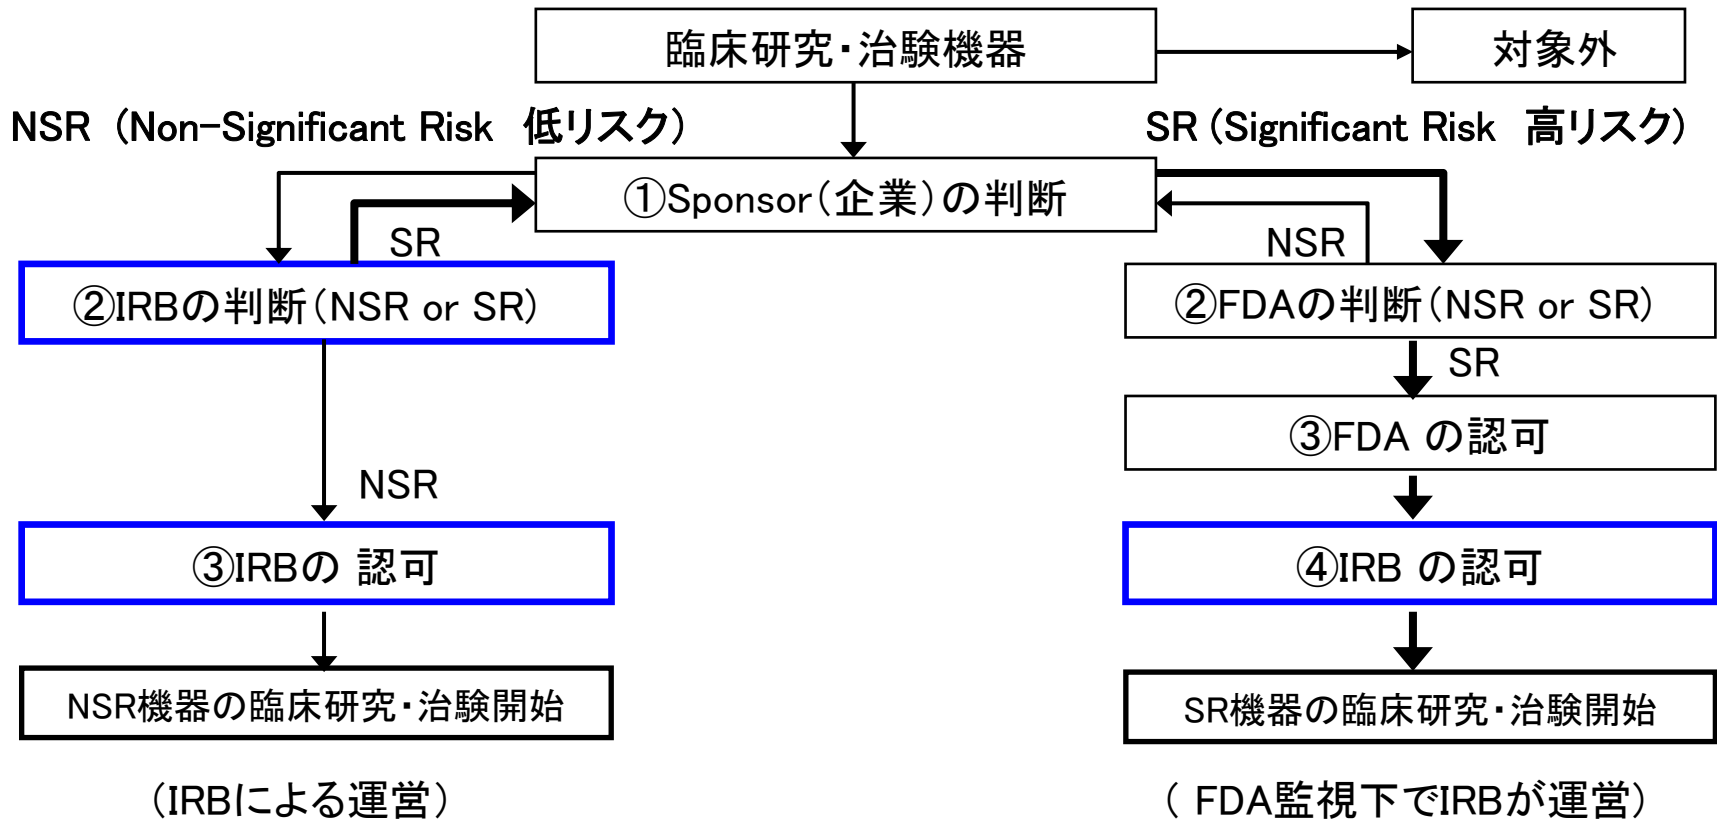 臨床研究・治験機器
対象外
NSR (Non-Significant Risk 低リスク)
SR (Significant Risk 高リスク)
①Sponsor(企業)の判断
SR
NSR
②IRBの判断(NSR or SR)
②FDAの判断(NSR or SR)
SR
③FDA の認可
NSR
③IRBの 認可
④IRB の認可
NSR機器の臨床研究・治験開始
SR機器の臨床研究・治験開始
(IRBによる運営)
( FDA監視下でIRBが運営)